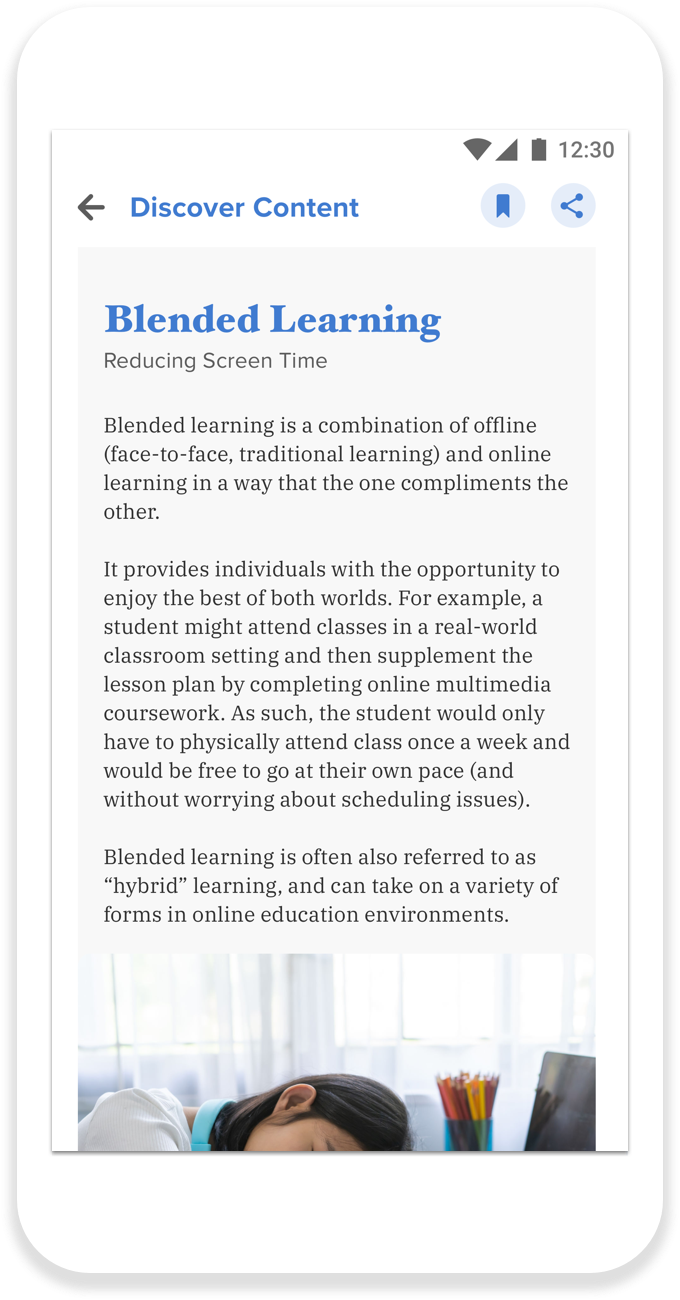 12:30
Discover Content
Blended Learning
Reducing Screen Time
Blended learning is a combination of offline
(face-to-face, traditional learning) and online
learning in a way that the one compliments the
other.
It provides individuals with the opportunity to
enjoy the best of both worlds. For example, a
student might attend classes in a real-world
classroom setting and then supplement the
lesson plan by completing online multimedia
coursework. As such, the student would only
have to physically attend class once a week and
would be free to go at their own pace (and
without worrying about scheduling issues).
Blended learning is often also referred to as
“hybrid” learning, and can take on a variety of
forms in online education environments.